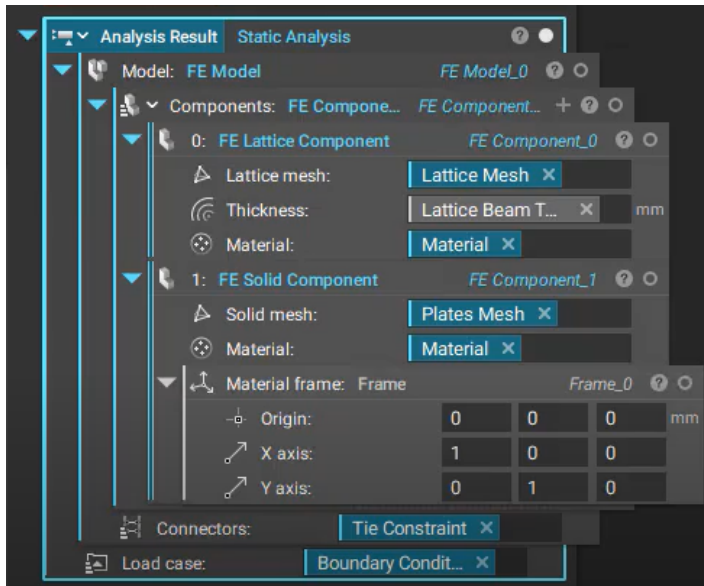 Analysis Result Static Analysis
Model: FE Model FE Model_0
Components: FE Compone... FE Component...
0: FE Lattice Component FE Component_0
Lattice mesh: Lattice Mesh
Thickness: Lattice Beam T... mm
Material: Material
1: FE Solid Component FE Component_1
Solid mesh: Plates Mesh
Material: Material
Material frame: Frame Frame_0
Origin: 0 0 0 mm
X axis: 1 0 0
Y axis: 0 1 0
Connectors: Tie Constraint
Load case: Boundary Condit...